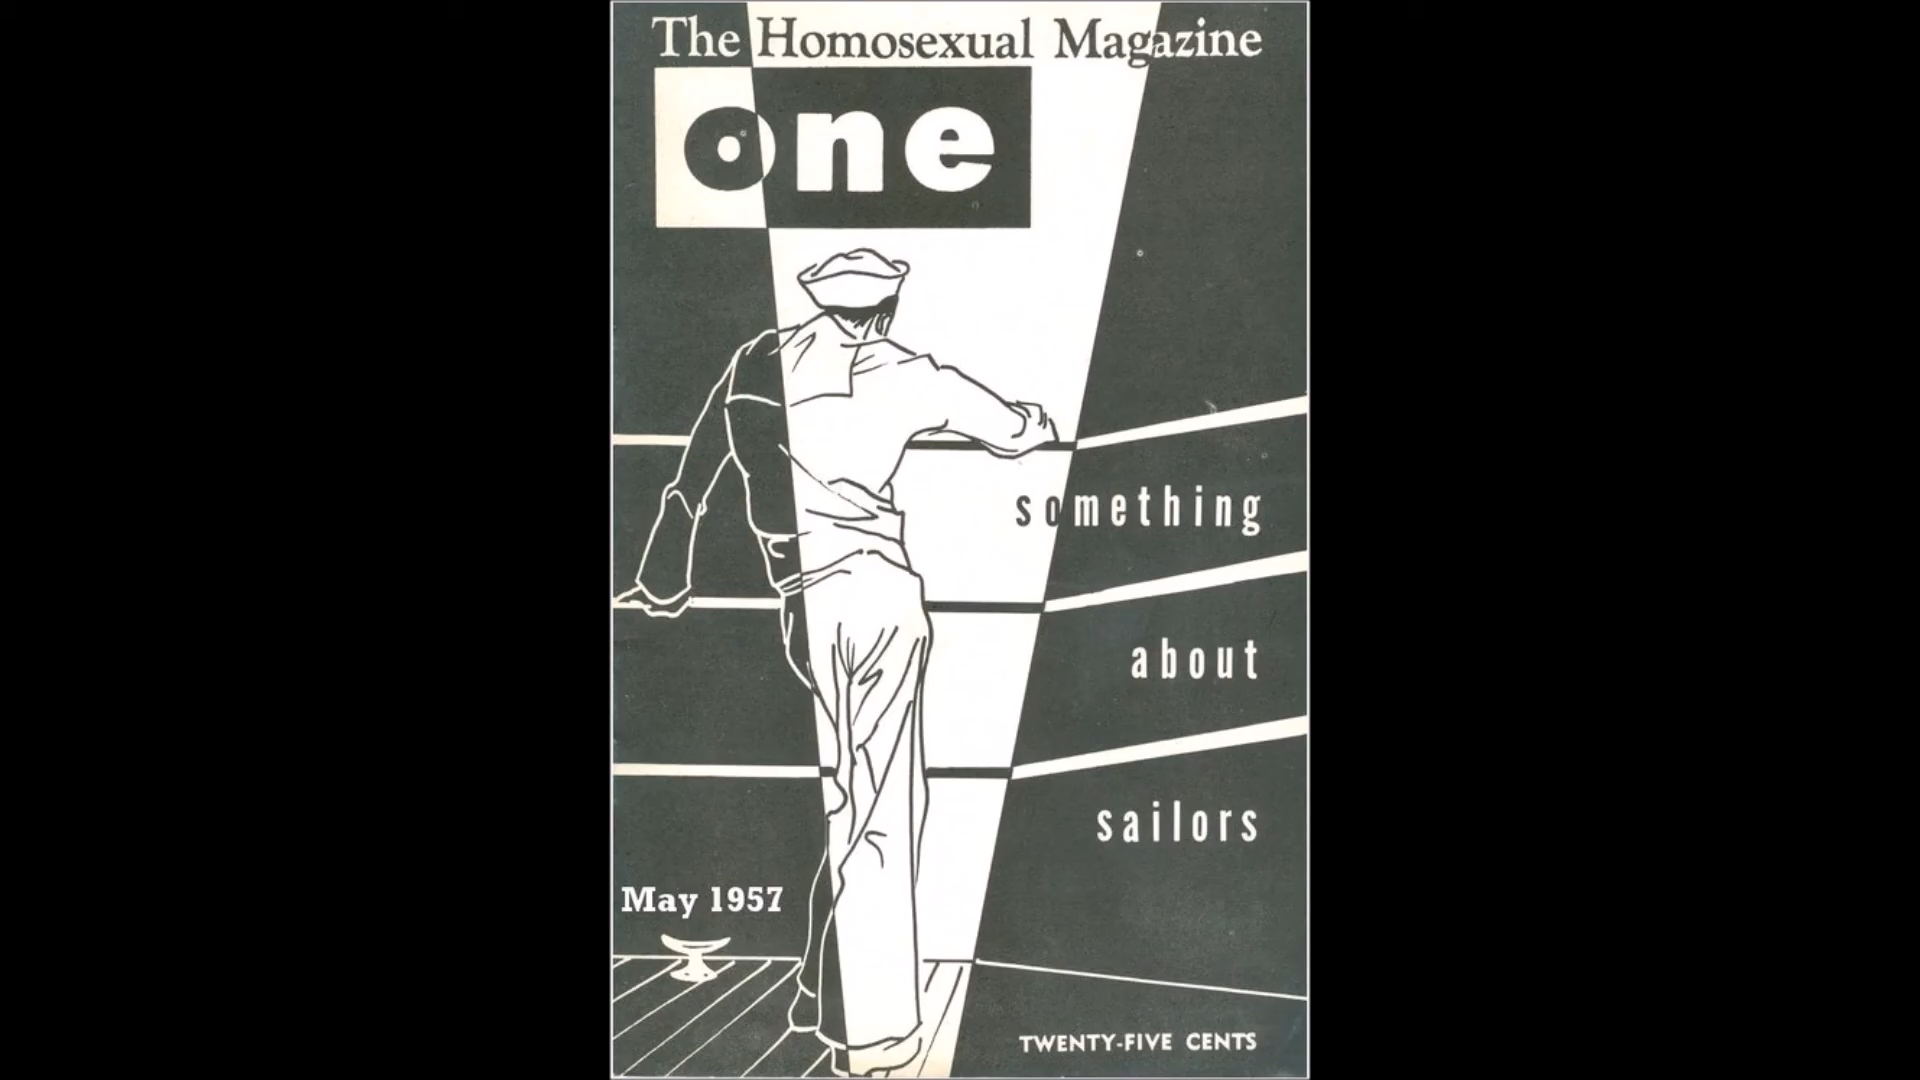 The Homosexual Magazine
one
something
about
sailors
May 1957
TWENTY-FIVE CENTS